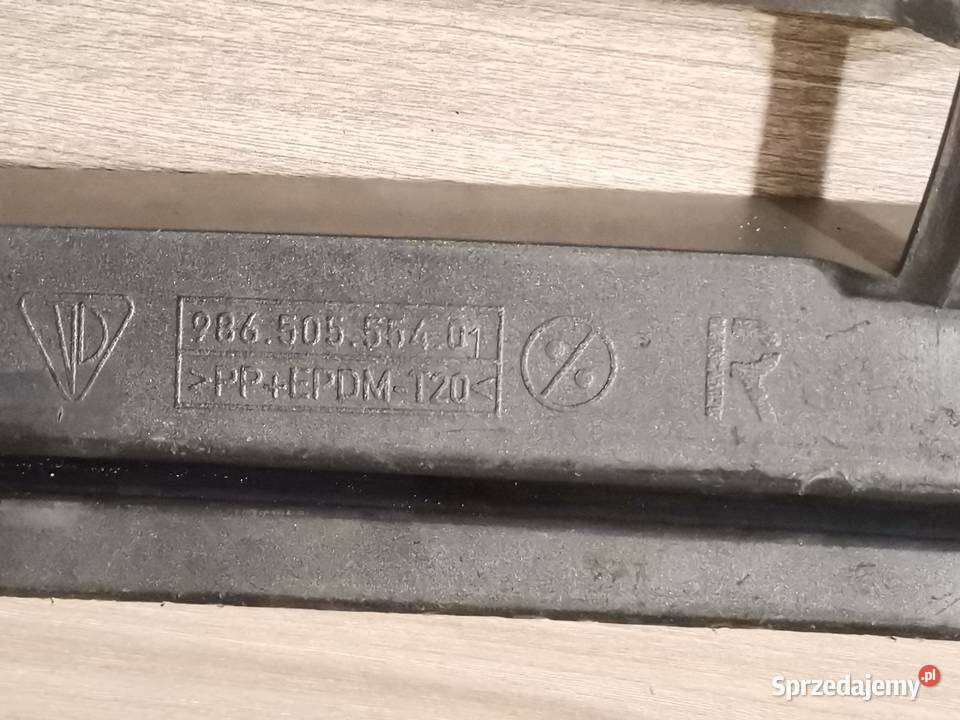 986.505.554.01
>PP+EPDM-T20<
R
Sprzedajemy.pl